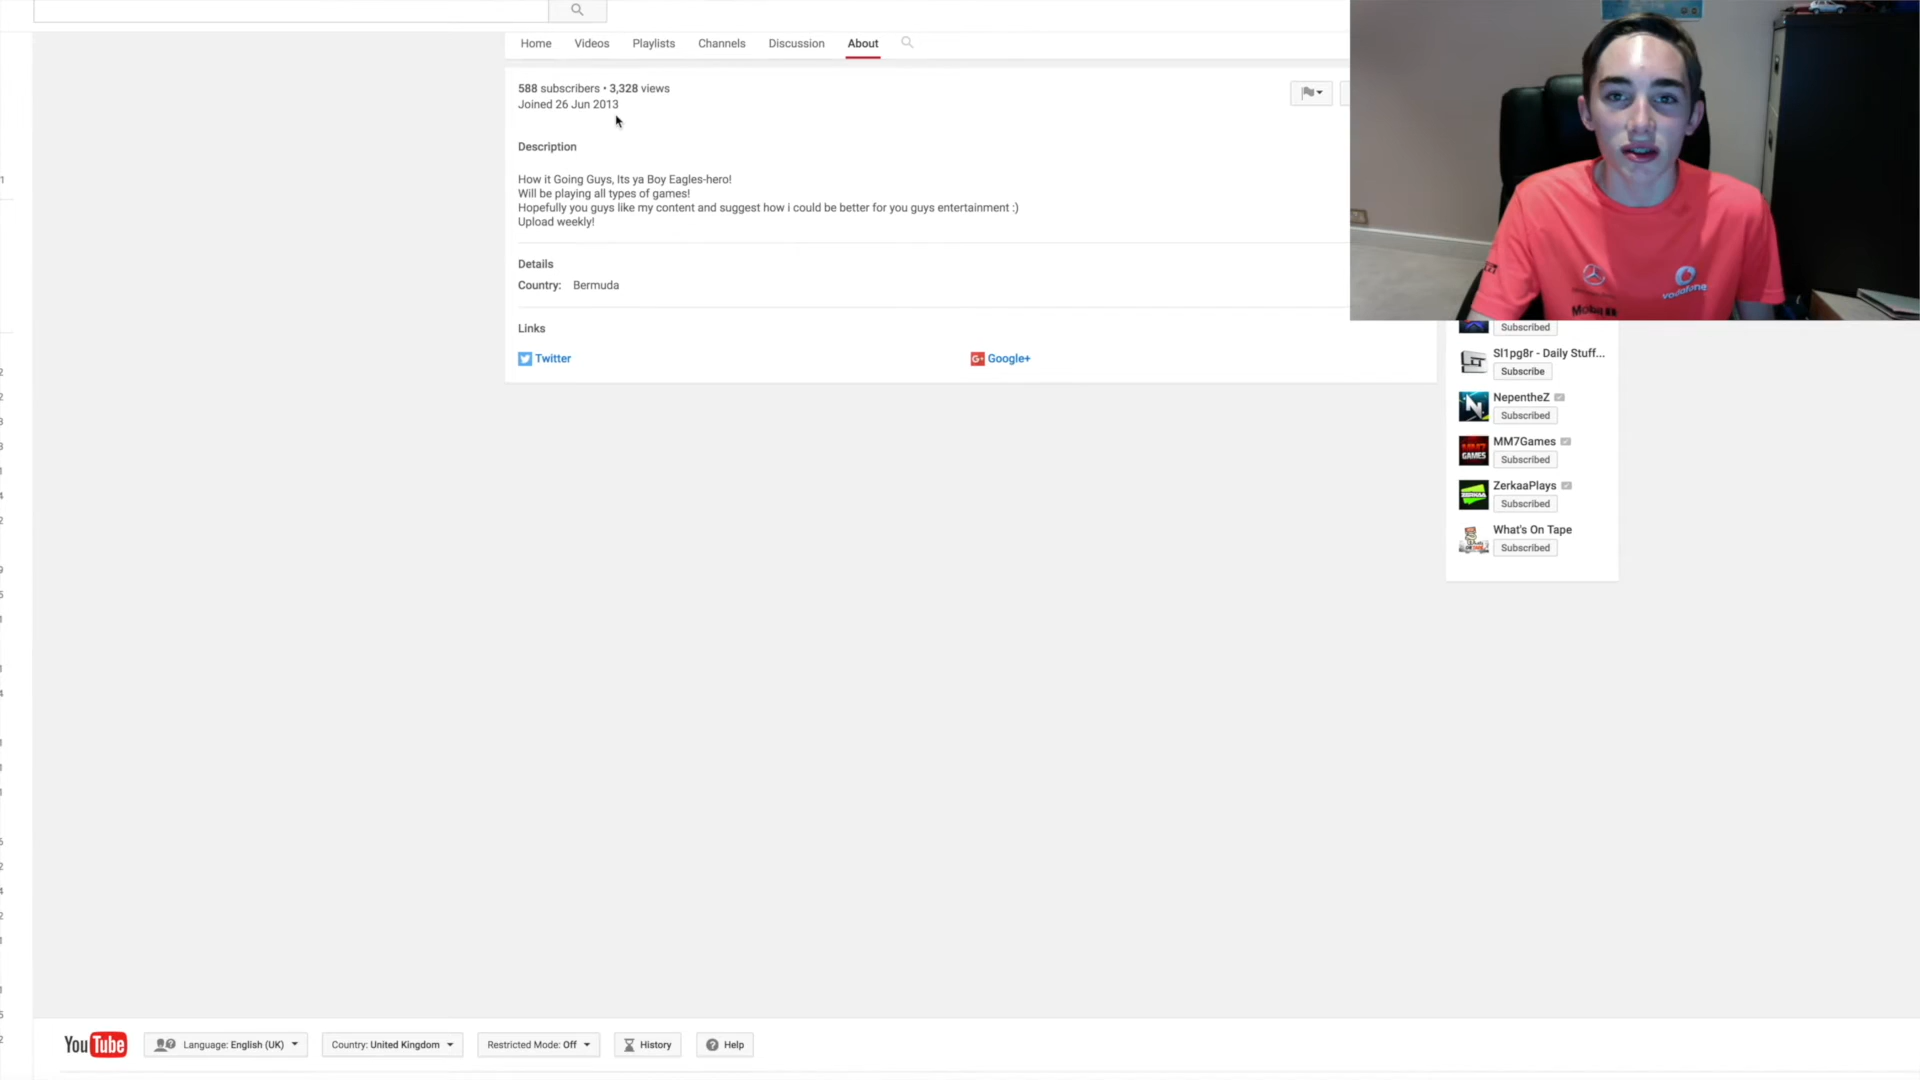 Home Videos Playlists Channels Discussion About
588 subscribers • 3,328 views
Joined 26 Jun 2013
Description
How it Going Guys, Its ya Boy Eagles-hero!
Will be playing all types of games!
Hopefully you guys like my content and suggest how i could be better for you guys entertainment :)
Upload weekly!
Details
Country: Bermuda
Links
Twitter
Google+
vodafone
Subscribed
Sl1pg8r - Daily Stuff...
Subscribe
NepentheZ
Subscribed
MM7Games
Subscribed
ZerkaaPlays
Subscribed
What's On Tape
Subscribed
YouTube Language: English (UK) Country: United Kingdom Restricted Mode: Off History Help